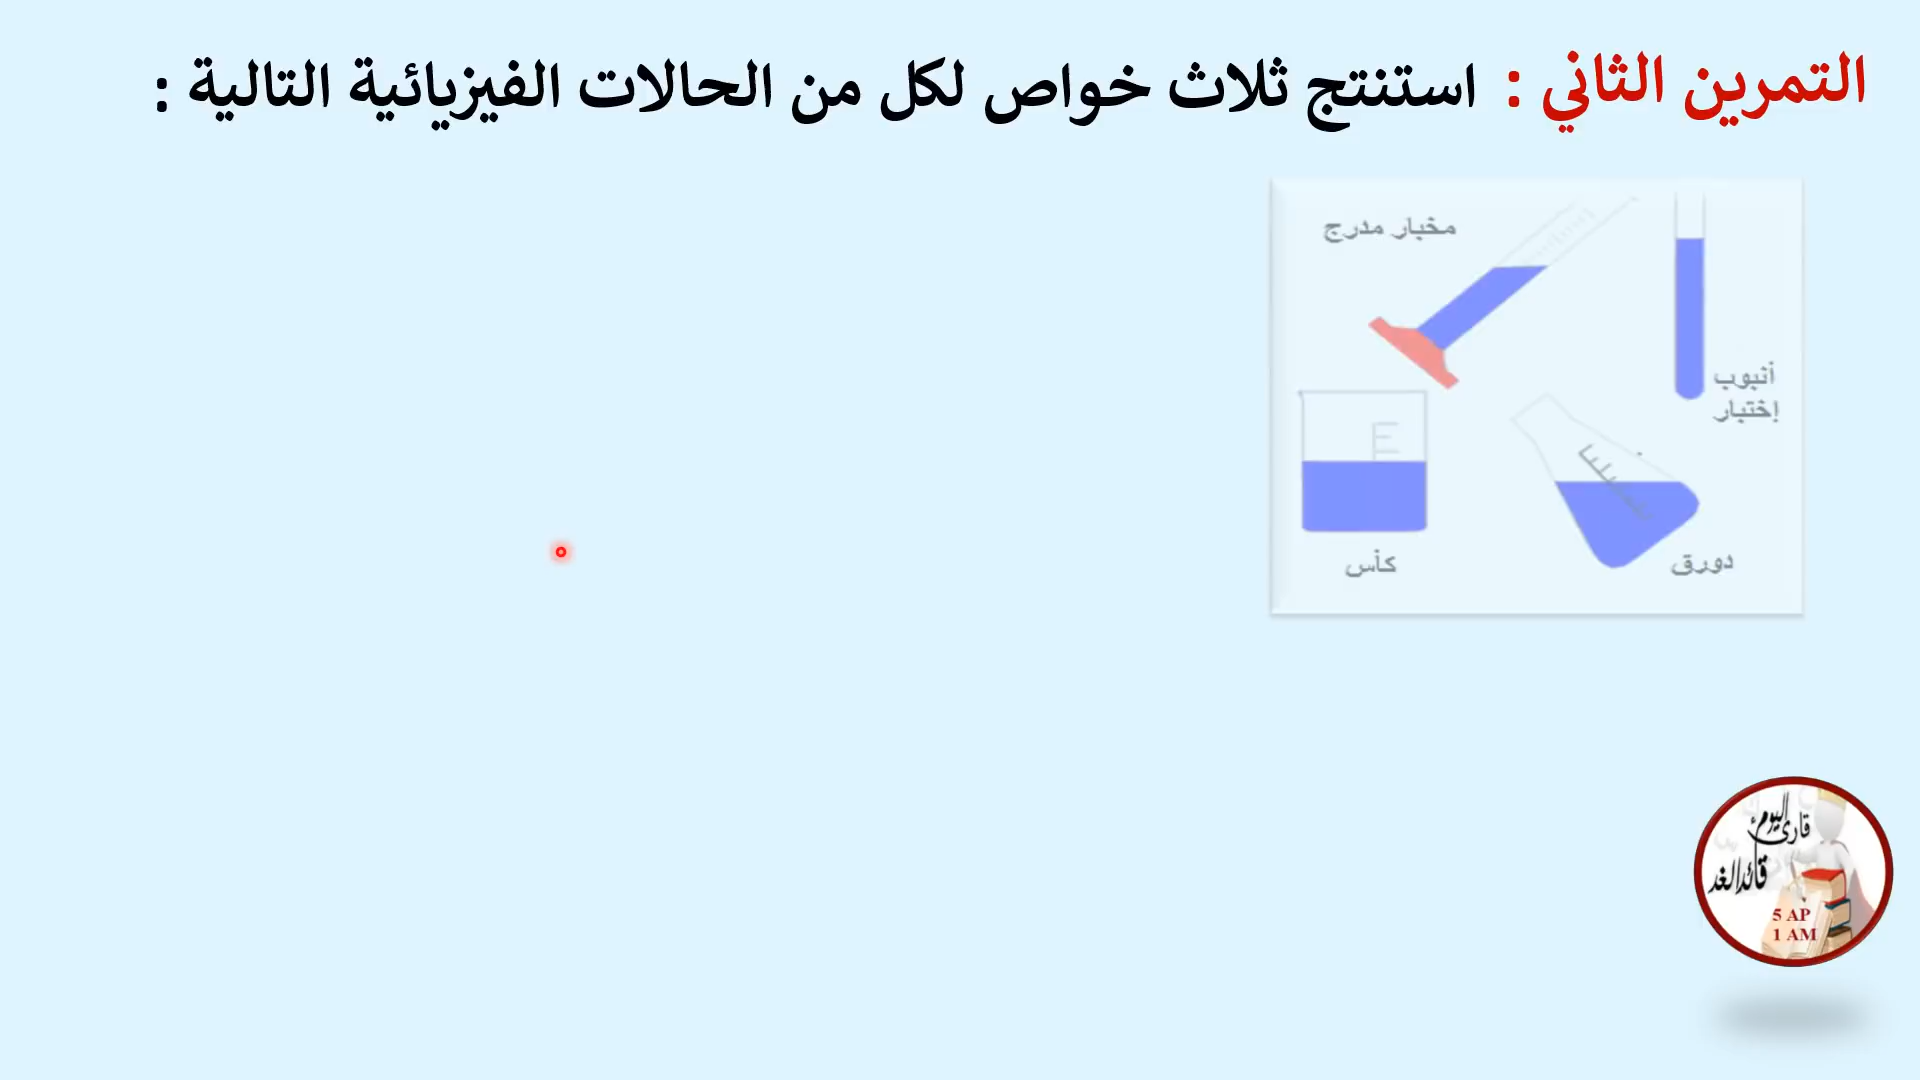 التمرين الثاني : استنتج ثلاث خواص لكل من الحالات الفيزيائية التالية :
مخبار مدرج
أنبوب
إختبار
كأس
دورق
قارئ اليوم
قائد الغد
5 AP
1 AM